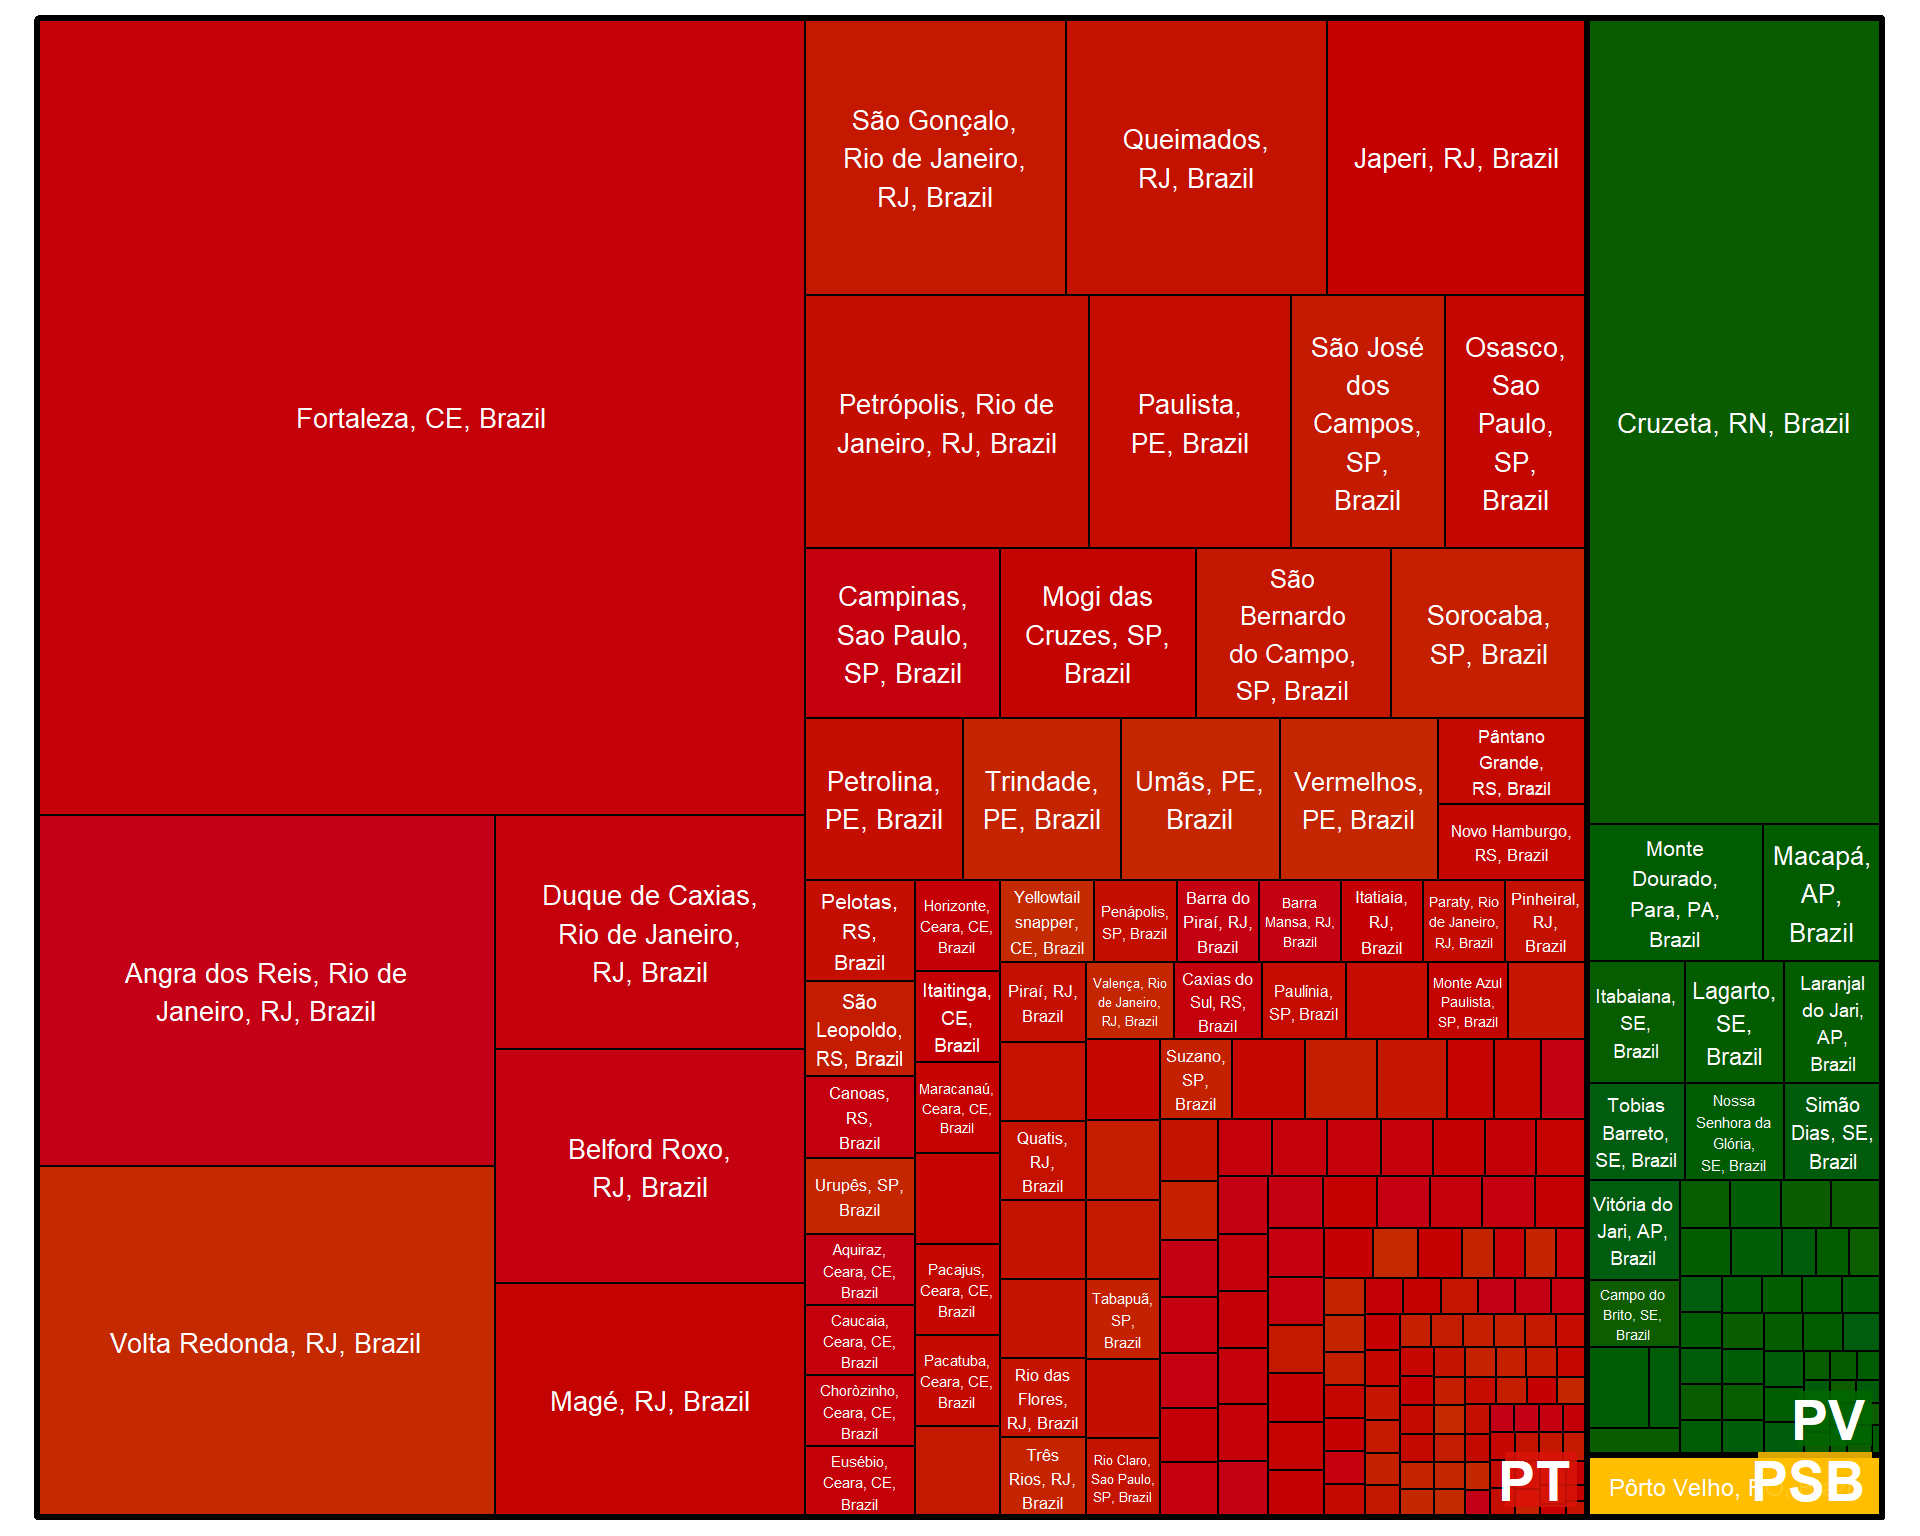 Fortaleza, CE, Brazil
Angra dos Reis, Rio de
Janeiro, RJ, Brazil
Volta Redonda, RJ, Brazil
Duque de Caxias,
Rio de Janeiro,
RJ, Brazil
Belford Roxo,
RJ, Brazil
Magé, RJ, Brazil
São Gonçalo,
Rio de Janeiro,
RJ, Brazil
Queimados,
RJ, Brazil
Japeri, RJ, Brazil
Petrópolis, Rio de
Janeiro, RJ, Brazil
Paulista,
PE, Brazil
São José
dos
Campos,
SP,
Brazil
Osasco,
Sao
Paulo,
SP,
Brazil
Campinas,
Sao Paulo,
SP, Brazil
Mogi das
Cruzes, SP,
Brazil
São
Bernardo
do Campo,
SP, Brazil
Sorocaba,
SP, Brazil
Petrolina,
PE, Brazil
Trindade,
PE, Brazil
Umãs, PE,
Brazil
Vermelhos,
PE, Brazil
Pântano
Grande,
RS, Brazil
Novo Hamburgo,
RS, Brazil
Pelotas,
RS,
Brazil
São
Leopoldo,
RS, Brazil
Canoas,
RS,
Brazil
Urupês, SP,
Brazil
Aquiraz,
Ceara, CE,
Brazil
Caucaia,
Ceara, CE,
Brazil
Choròzinho,
Ceara, CE,
Brazil
Eusébio,
Ceara, CE,
Brazil
Horizonte,
Ceara, CE,
Brazil
Itaitinga,
CE,
Brazil
Maracanaú,
Ceara, CE,
Brazil
Pacajus,
Ceara, CE,
Brazil
Pacatuba,
Ceara, CE,
Brazil
Yellowtail
snapper,
CE, Brazil
Penápolis,
SP, Brazil
Barra do
Piraí, RJ,
Brazil
Barra
Mansa, RJ,
Brazil
Itatiaia,
RJ,
Brazil
Paraty, Rio
de Janeiro,
RJ, Brazil
Pinheiral,
RJ,
Brazil
Piraí, RJ,
Brazil
Valença, Rio
de Janeiro,
RJ, Brazil
Caxias do
Sul, RS,
Brazil
Paulínia,
SP, Brazil
Monte Azul
Paulista,
SP, Brazil
Suzano,
SP,
Brazil
Quatis,
RJ,
Brazil
Tabapuã,
SP,
Brazil
Rio das
Flores,
RJ, Brazil
Três
Rios, RJ,
Brazil
Rio Claro,
Sao Paulo,
SP, Brazil
PT
Cruzeta, RN, Brazil
Monte
Dourado,
Para, PA,
Brazil
Macapá,
AP,
Brazil
Itabaiana,
SE,
Brazil
Lagarto,
SE,
Brazil
Laranjal
do Jari,
AP,
Brazil
Tobias
Barreto,
SE, Brazil
Nossa
Senhora da
Glória,
SE, Brazil
Simão
Dias, SE,
Brazil
Vitória do
Jari, AP,
Brazil
Campo do
Brito, SE,
Brazil
PV
Pôrto Velho,
PSB